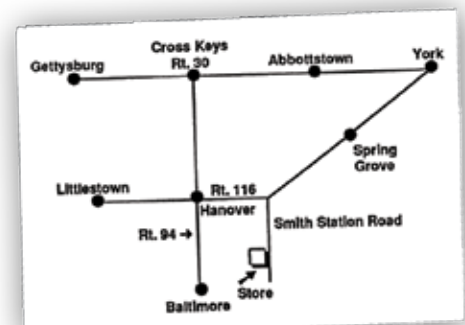 Cross Keys
Rt. 30
Gettysburg
Abbottstown
York
Spring
Grove
Littlestown
Rt. 116
Hanover
Smith Station Road
Rt. 94 →
Store
Baltimore